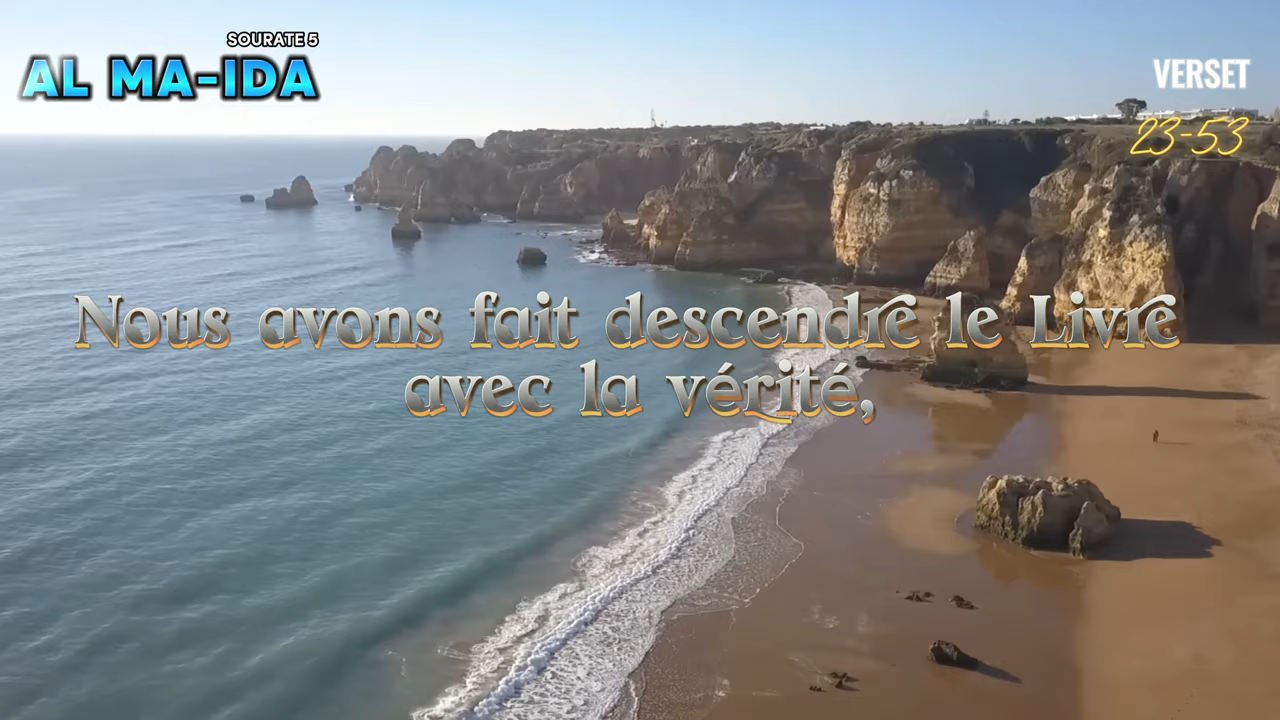 SOURATE 5
AL MA-IDA
VERSET
23-53
Nous avons fait descendre le Livre
avec la vérité,